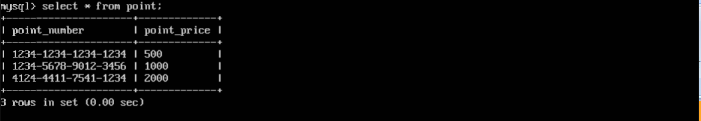 mysql> select * from point;
+---------------------+-------------+
| point_number        | point_price |
+---------------------+-------------+
| 1234-1234-1234-1234 | 500         |
| 1234-5678-9012-3456 | 1000        |
| 4124-4411-7541-1234 | 2000        |
+---------------------+-------------+
3 rows in set (0.00 sec)